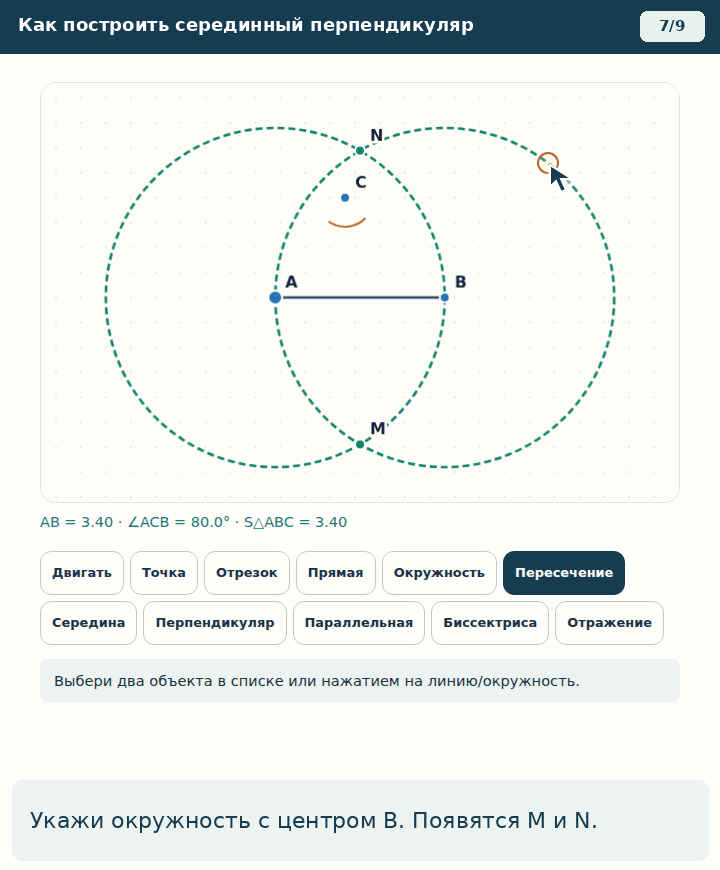 Как построить серединный перпендикуляр
7/9
N
C
A
B
M
AB = 3.40 · ∠ACB = 80.0° · S△ABC = 3.40
Двигать Точка Отрезок Прямая Окружность Пересечение
Середина Перпендикуляр Параллельная Биссектриса Отражение
Выбери два объекта в списке или нажатием на линию/окружность.
Укажи окружность с центром B. Появятся M и N.